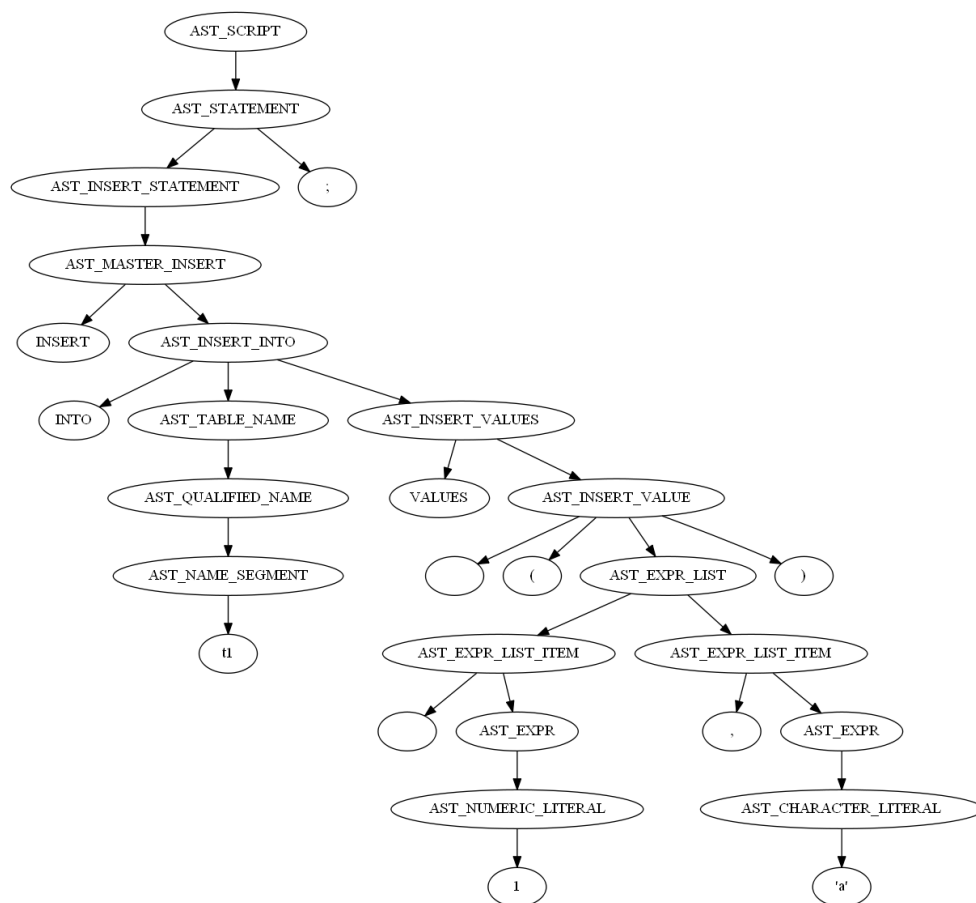 AST_SCRIPT
AST_STATEMENT
AST_INSERT_STATEMENT
;
AST_MASTER_INSERT
INSERT
AST_INSERT_INTO
INTO
AST_TABLE_NAME
AST_INSERT_VALUES
AST_QUALIFIED_NAME
VALUES
AST_INSERT_VALUE
AST_NAME_SEGMENT
(
AST_EXPR_LIST
)
t1
AST_EXPR_LIST_ITEM
AST_EXPR_LIST_ITEM
AST_EXPR
,
AST_EXPR
AST_NUMERIC_LITERAL
AST_CHARACTER_LITERAL
1
'a'